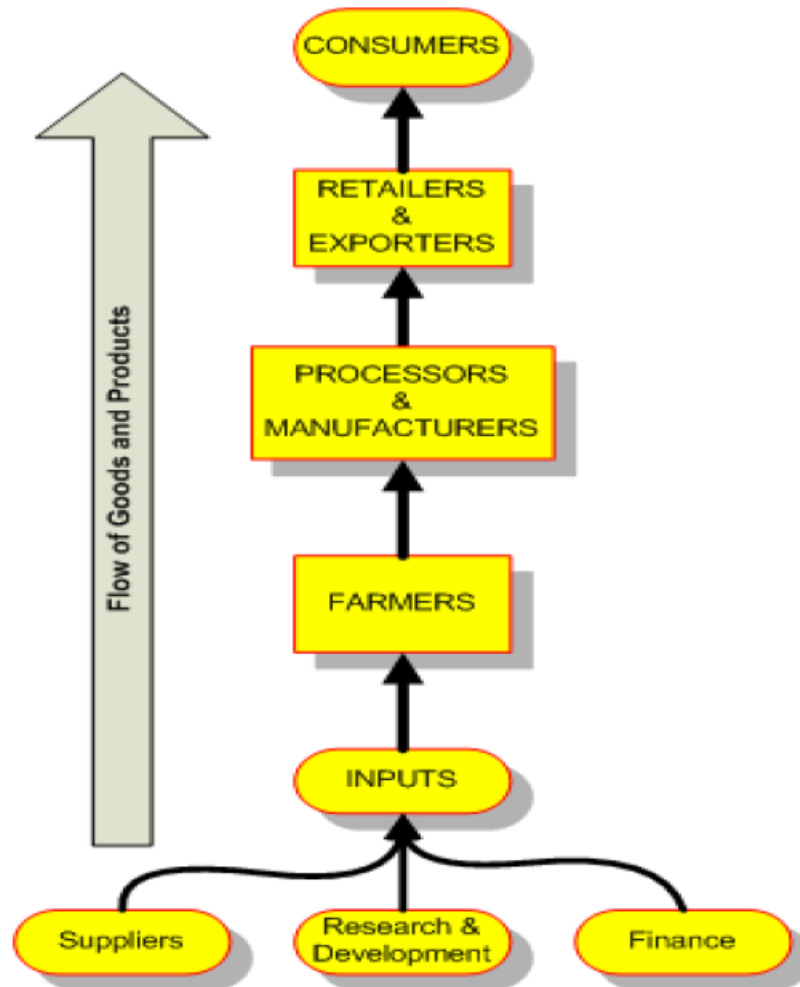 CONSUMERS
RETAILERS
&
EXPORTERS
PROCESSORS
&
MANUFACTURERS
Flow of Goods and Products
FARMERS
INPUTS
Suppliers
Research &
Development
Finance